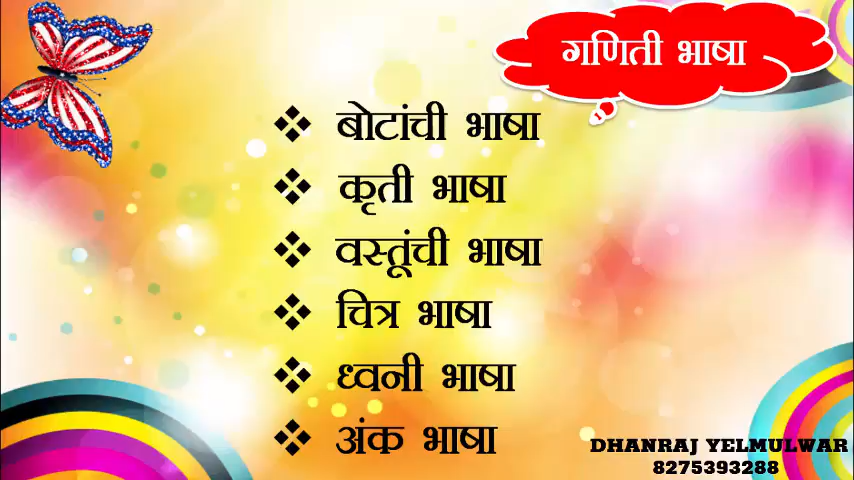 गणिती भाषा
❖ बोटांची भाषा
❖ कृती भाषा
❖ वस्तूंची भाषा
❖ चित्र भाषा
❖ ध्वनी भाषा
❖ अंक भाषा
DHANRAJ YELMULWAR
8275393288